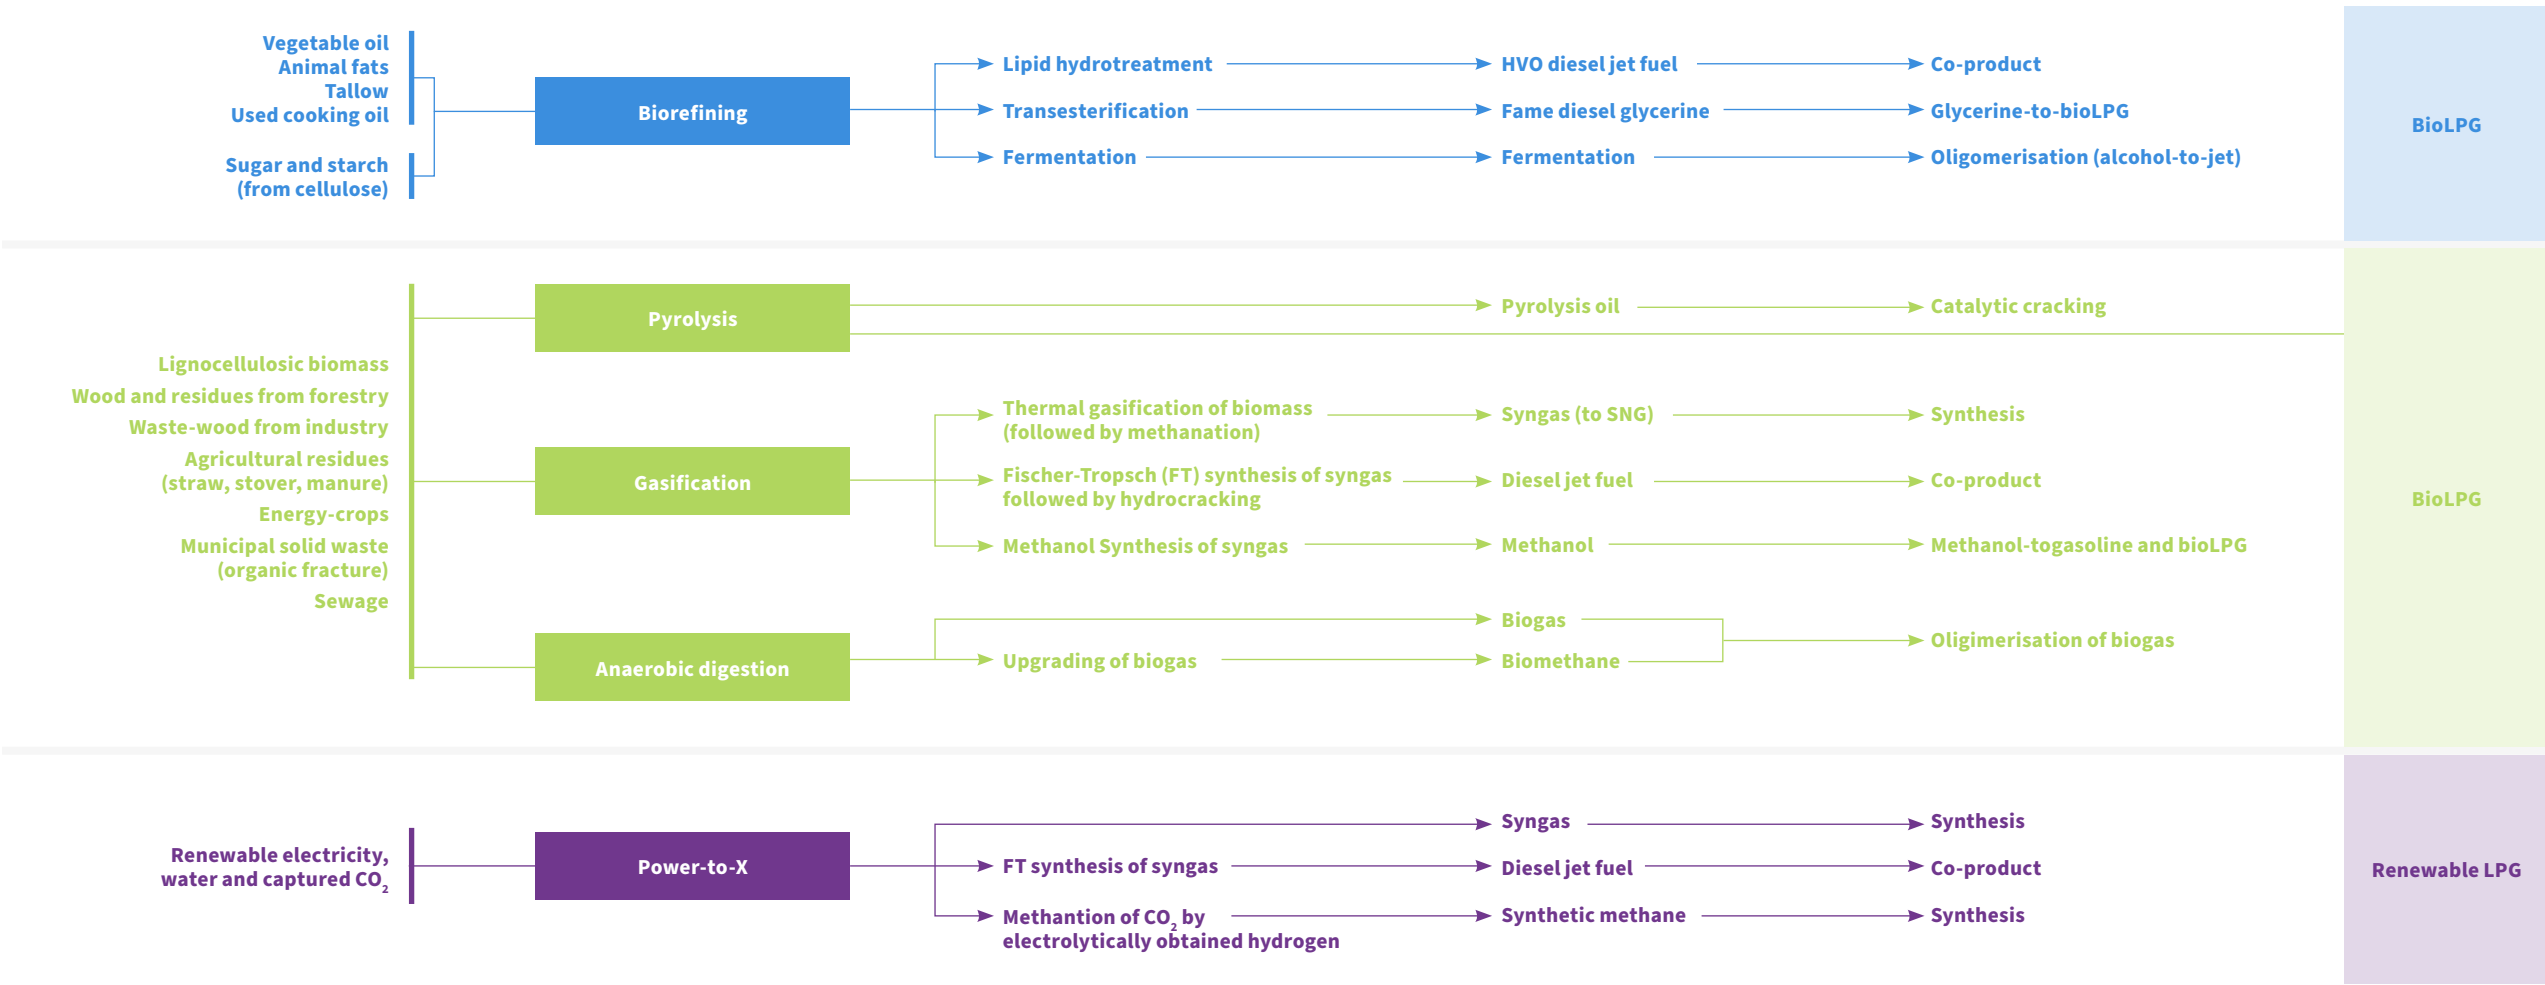 Vegetable oil
Animal fats
Tallow
Used cooking oil
Sugar and starch
(from cellulose)
Biorefining
Lipid hydrotreatment
HVO diesel jet fuel
Co-product
Transesterification
Fame diesel glycerine
Glycerine-to-bioLPG
Fermentation
Fermentation
Oligomerisation (alcohol-to-jet)
BioLPG
Lignocellulosic biomass
Wood and residues from forestry
Waste-wood from industry
Agricultural residues
(straw, stover, manure)
Energy-crops
Municipal solid waste
(organic fracture)
Sewage
Pyrolysis
Pyrolysis oil
Catalytic cracking
Gasification
Thermal gasification of biomass
(followed by methanation)
Syngas (to SNG)
Synthesis
Fischer-Tropsch (FT) synthesis of syngas
followed by hydrocracking
Diesel jet fuel
Co-product
Methanol Synthesis of syngas
Methanol
Methanol-togasoline and bioLPG
Anaerobic digestion
Biogas
Upgrading of biogas
Biomethane
Oligimerisation of biogas
BioLPG
Renewable electricity,
water and captured CO₂
Power-to-X
Syngas
Synthesis
FT synthesis of syngas
Diesel jet fuel
Co-product
Methantion of CO₂ by
electrolytically obtained hydrogen
Synthetic methane
Synthesis
Renewable LPG